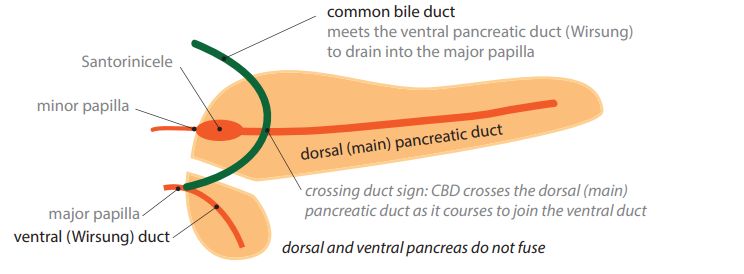 common bile duct
meets the ventral pancreatic duct (Wirsung)
to drain into the major papilla
Santorinicele
minor papilla
dorsal (main) pancreatic duct
crossing duct sign: CBD crosses the dorsal (main)
pancreatic duct as it courses to join the ventral duct
major papilla
ventral (Wirsung) duct
dorsal and ventral pancreas do not fuse